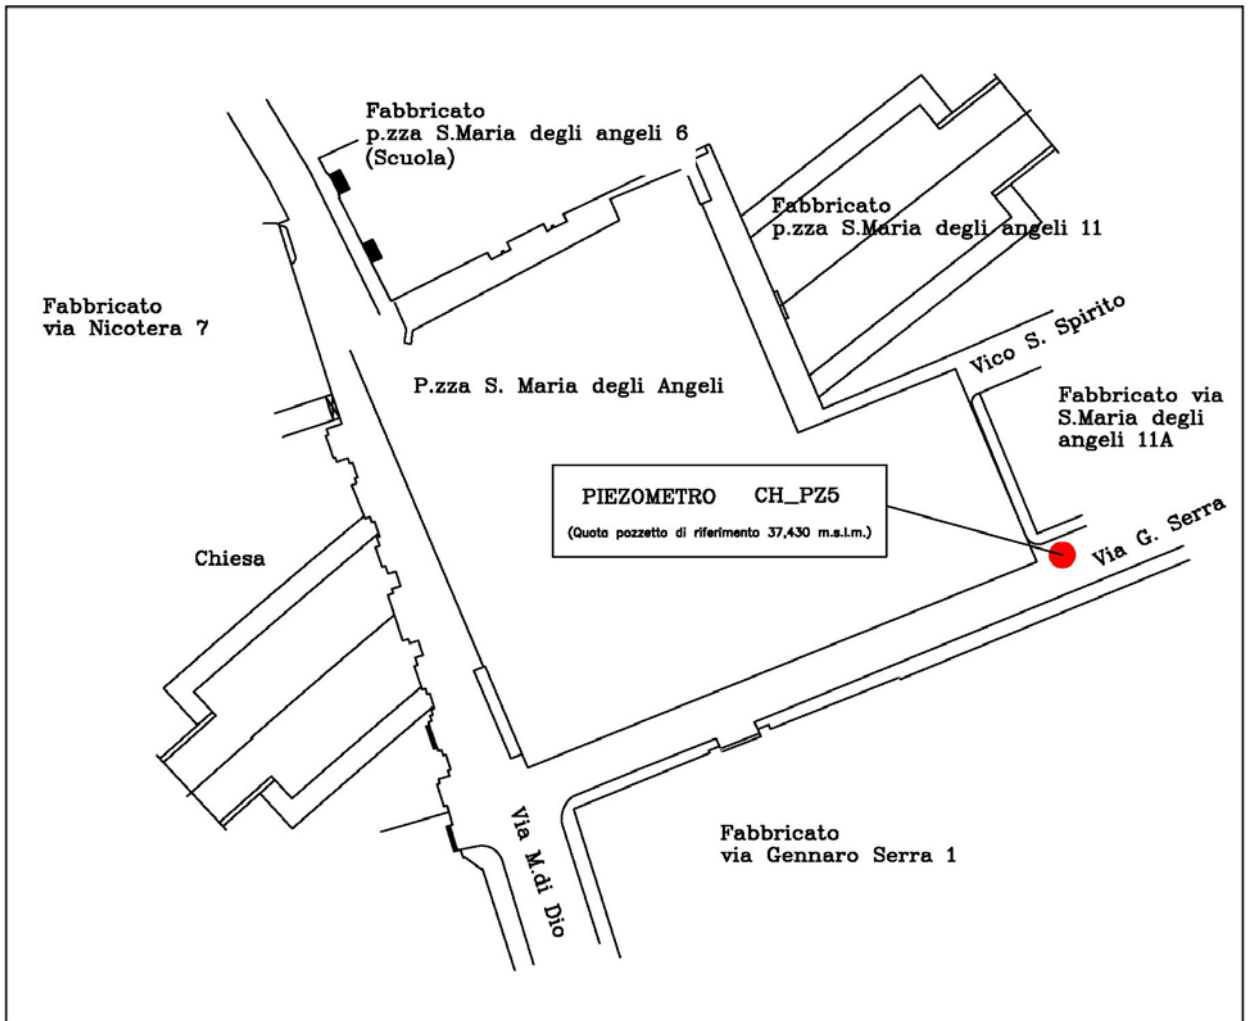 Fabbricato
p.zza S.Maria degli angeli 6
(Scuola)
Fabbricato
p.zza S.Maria degli angeli 11
Fabbricato
via Nicotera 7
Vico S. Spirito
P.zza S. Maria degli Angeli
Fabbricato via
S.Maria degli
angeli 11A
PIEZOMETRO CH_PZ5
(Quota pozzetto di riferimento 37,430 m.s.l.m.)
Via G. Serra
Chiesa
Via M.di Dio
Fabbricato
via Gennaro Serra 1